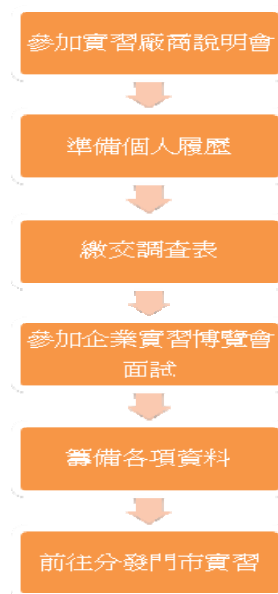 參加實習廠商說明會
準備個人履歷
繳交調查表
參加企業實習博覽會
面試
籌備各項資料
前往分發門市實習